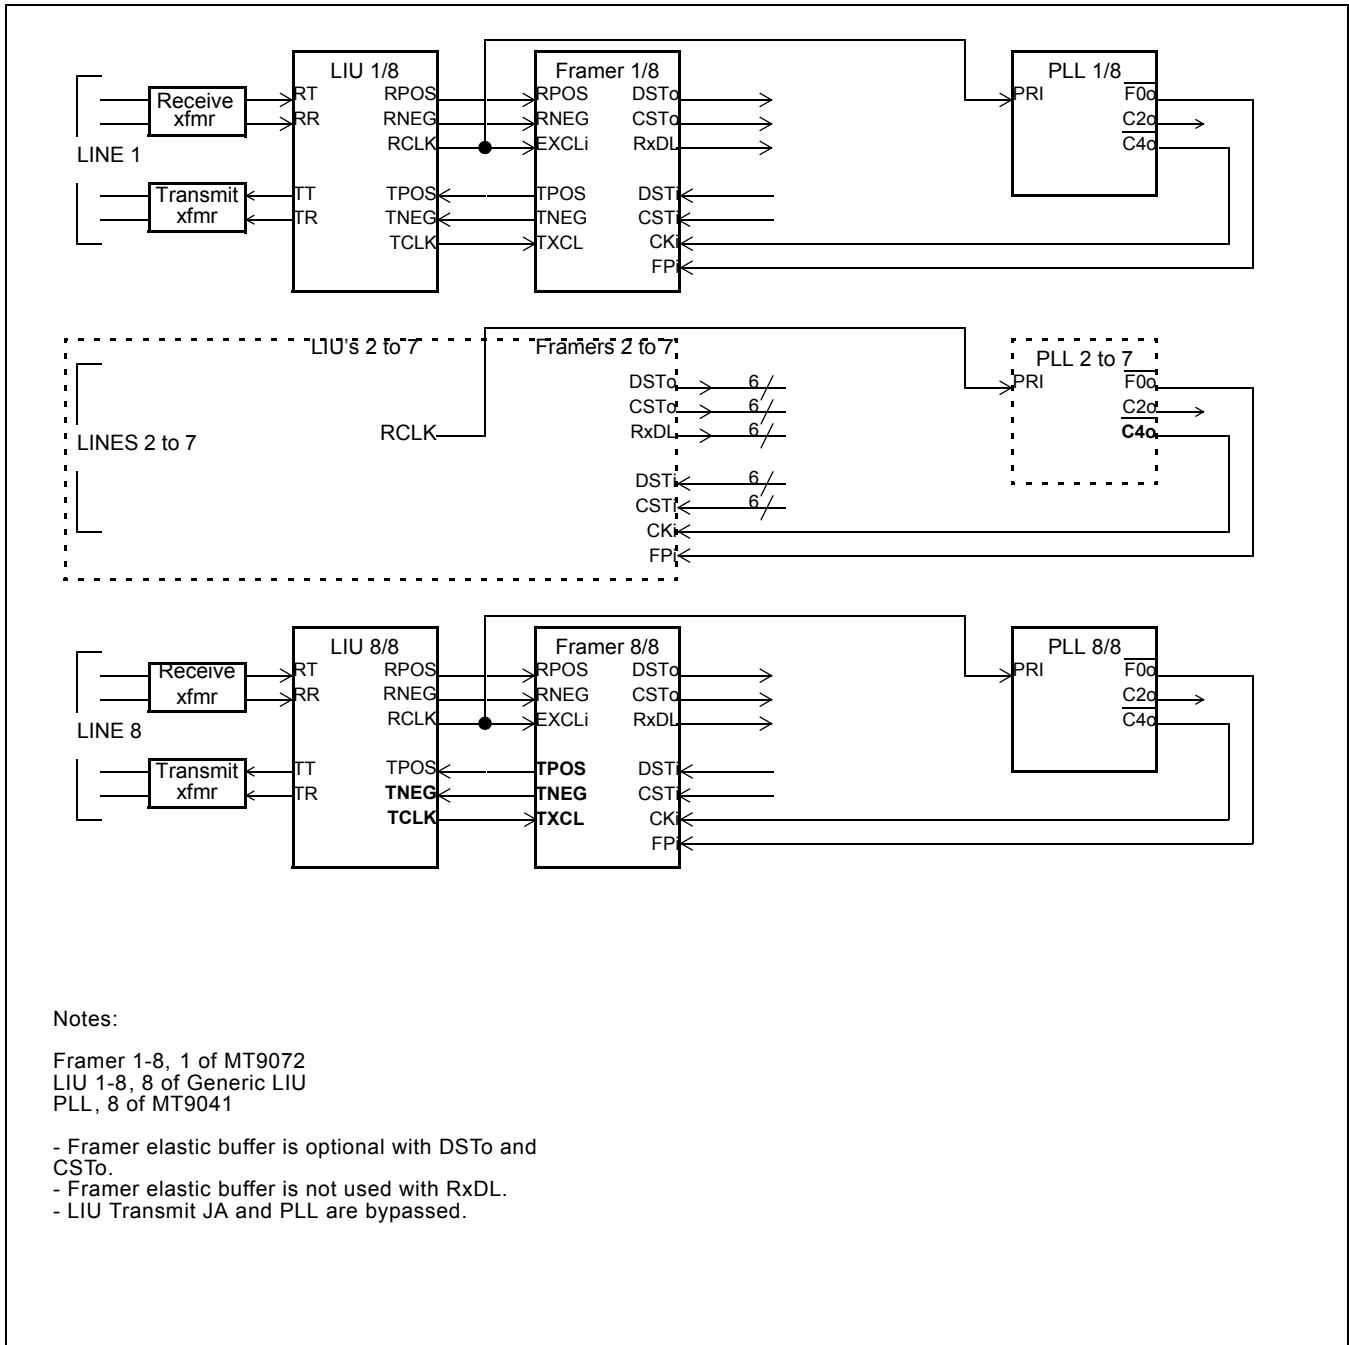 LIU 1/8
Framer 1/8
PLL 1/8
Receive
xfmr
RT
RR
RPOS
RNEG
RCLK
RPOS
RNEG
EXCLi
DSTo
CSTo
RxDL
PRI
F0o
C2o
C4o
LINE 1
Transmit
xfmr
TT
TR
TPOS
TNEG
TCLK
TPOS
TNEG
TXCL
DSTi
CSTi
CKi
FPi
LIU's 2 to 7
Framers 2 to 7
PLL 2 to 7
LINES 2 to 7
RCLK
DSTo
CSTo
RxDL
6
6
6
DSTi
CSTi
CKi
FPi
6
6
PRI
F0o
C2o
C4o
LIU 8/8
Framer 8/8
PLL 8/8
Receive
xfmr
RT
RR
RPOS
RNEG
RCLK
RPOS
RNEG
EXCLi
DSTo
CSTo
RxDL
PRI
F0o
C2o
C4o
LINE 8
Transmit
xfmr
TT
TR
TPOS
TNEG
TCLK
TPOS
TNEG
TXCL
DSTi
CSTi
CKi
FPi
Notes:
Framer 1-8, 1 of MT9072
LIU 1-8, 8 of Generic LIU
PLL, 8 of MT9041
- Framer elastic buffer is optional with DSTo and
CSTo.
- Framer elastic buffer is not used with RxDL.
- LIU Transmit JA and PLL are bypassed.